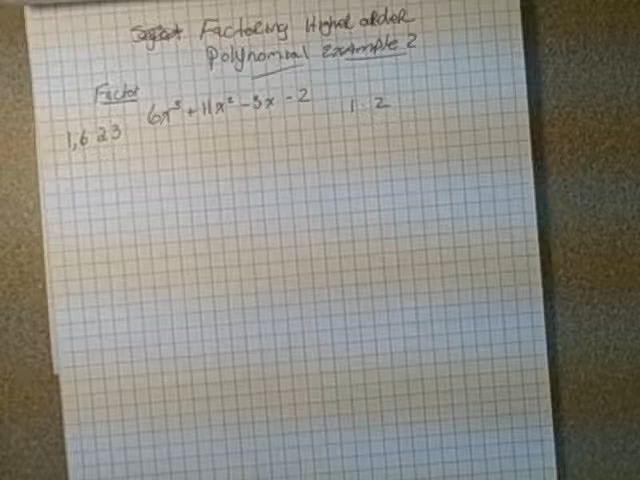 Factoring Higher order
Polynomial Example 2
Factor
6x³ + 11x² - 3x - 2 1 2
1,6 2 3